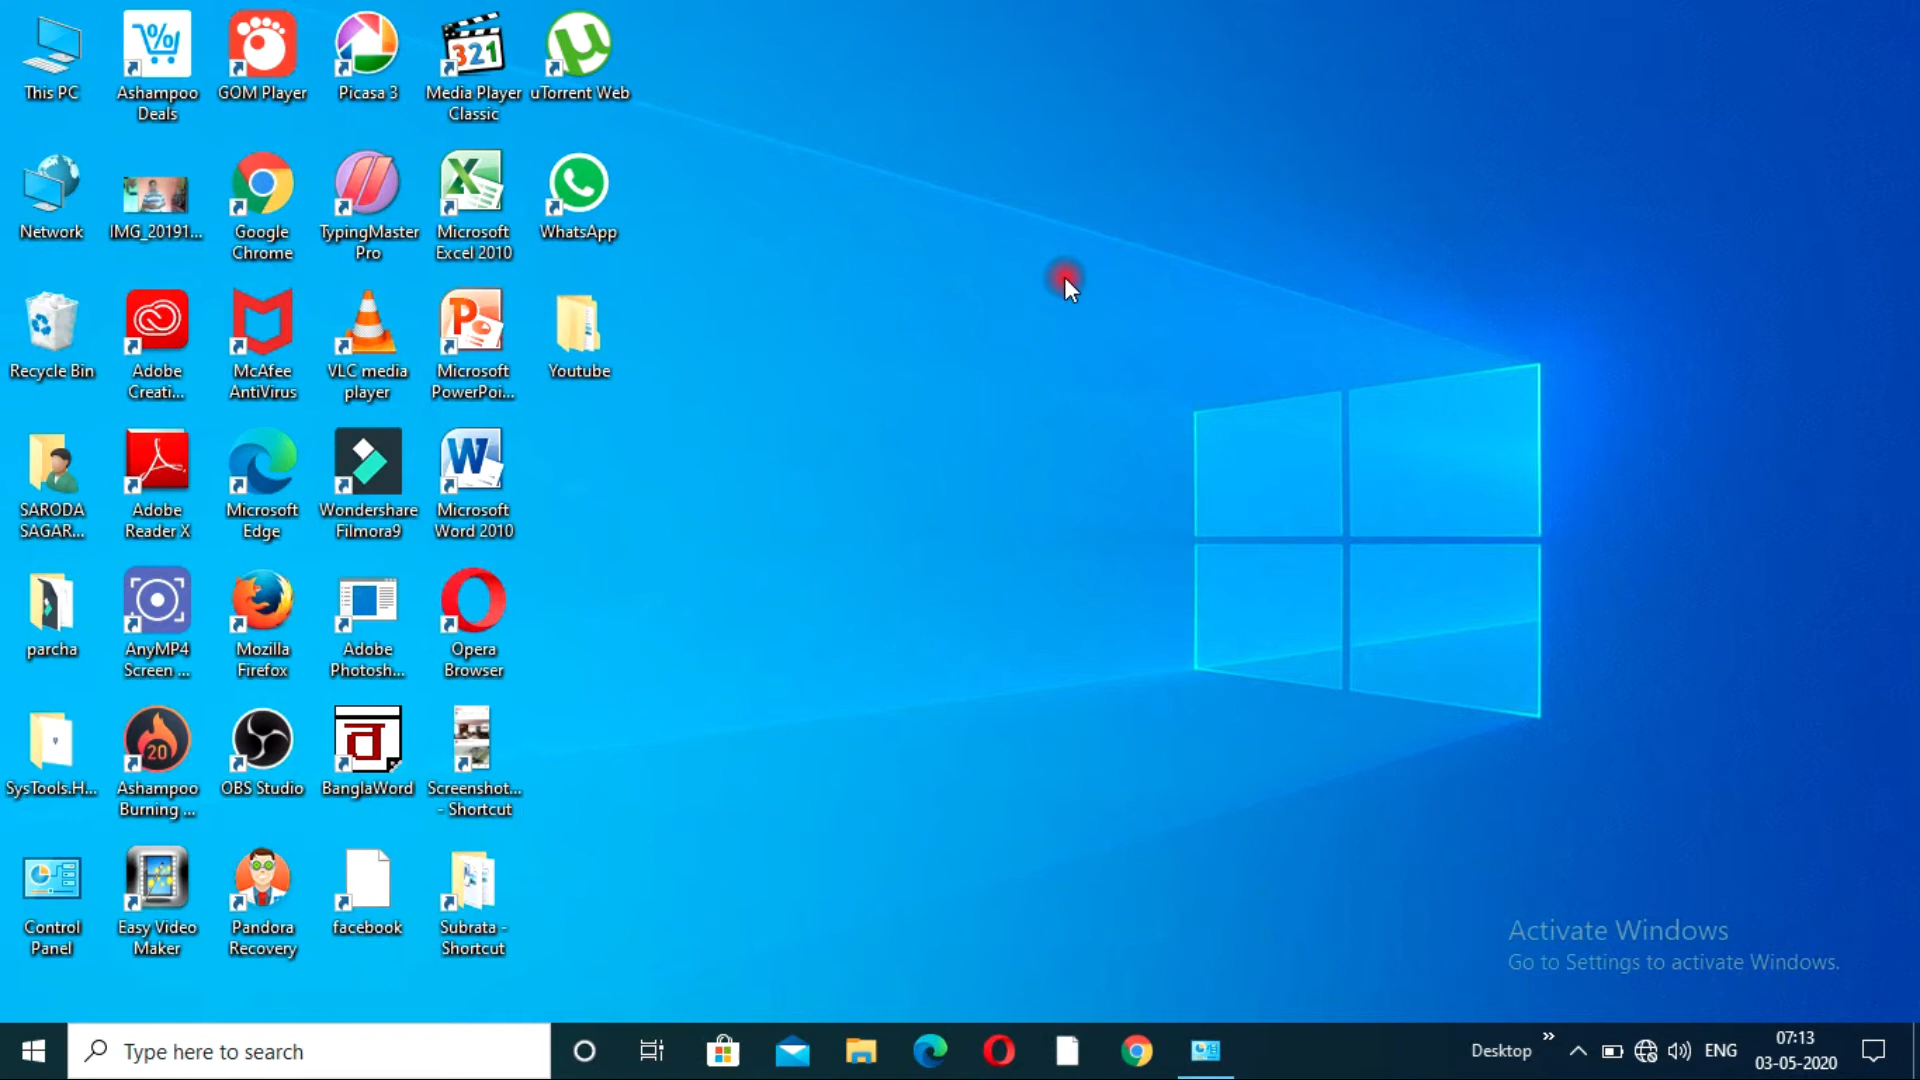 This PC
Ashampoo
Deals
GOM Player
Picasa 3
321
Media Player
Classic
µ
uTorrent Web
%
Network
IMG_20191...
Google
Chrome
TypingMaster
Pro
X
Microsoft
Excel 2010
WhatsApp
Recycle Bin
Adobe
Creati...
McAfee
AntiVirus
VLC media
player
P
Microsoft
PowerPoi...
Youtube
SARODA
SAGAR...
Adobe
Reader X
Microsoft
Edge
Wondershare
Filmora9
W
Microsoft
Word 2010
parcha
AnyMP4
Screen ...
Mozilla
Firefox
Adobe
Photosh...
Opera
Browser
SysTools.H...
20
Ashampoo
Burning ...
OBS Studio
ব
BanglaWord
Screenshot...
- Shortcut
Control
Panel
Easy Video
Maker
Pandora
Recovery
facebook
Subrata -
Shortcut
Activate Windows
Go to Settings to activate Windows.
Type here to search
Desktop
ENG
07:13
03-05-2020